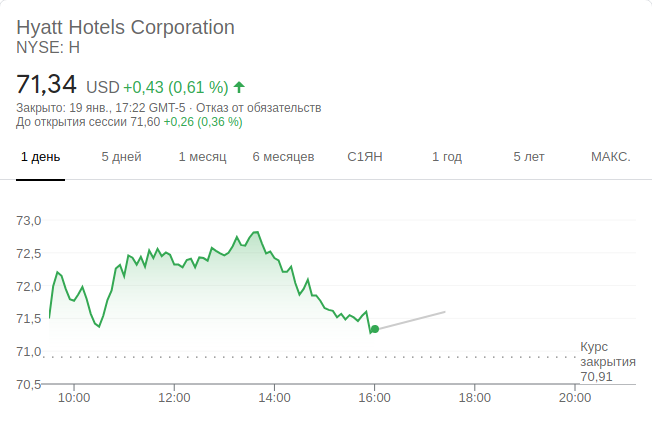 Hyatt Hotels Corporation
NYSE: H
71,34 USD +0,43 (0,61 %)
Закрыто: 19 янв., 17:22 GMT-5 · Отказ от обязательств
До открытия сессии 71,60 +0,26 (0,36 %)
1 день 5 дней 1 месяц 6 месяцев С1ЯН 1 год 5 лет МАКС.
73,0
72,5
72,0
71,5
71,0
Курс
закрытия
70,91
70,5
10:00 12:00 14:00 16:00 18:00 20:00